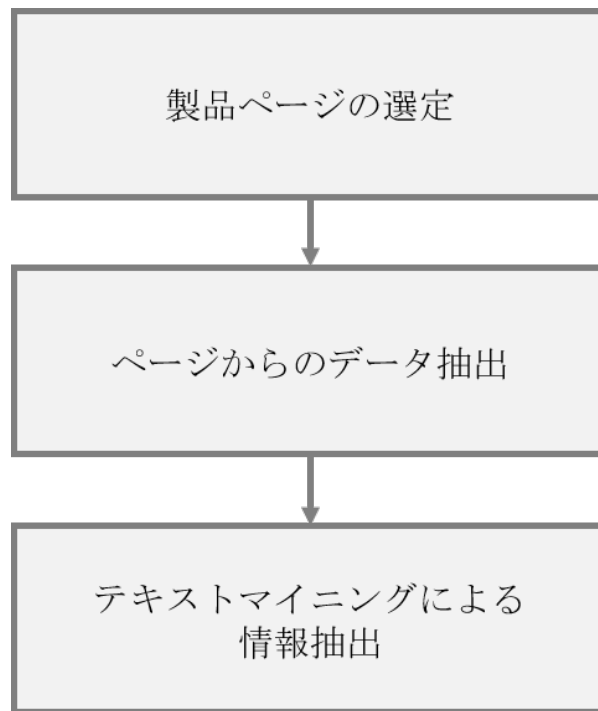 製品ページの選定
ページからのデータ抽出
テキストマイニングによる
情報抽出